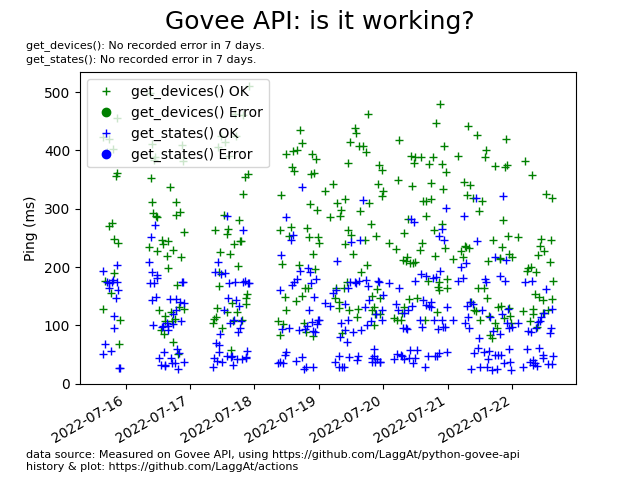 Govee API: is it working?
get_devices(): No recorded error in 7 days.
get_states(): No recorded error in 7 days.
get_devices() OK
get_devices() Error
get_states() OK
get_states() Error
Ping (ms)
500
400
300
200
100
0
2022-07-16
2022-07-17
2022-07-18
2022-07-19
2022-07-20
2022-07-21
2022-07-22
data source: Measured on Govee API, using https://github.com/LaggAt/python-govee-api
history & plot: https://github.com/LaggAt/actions